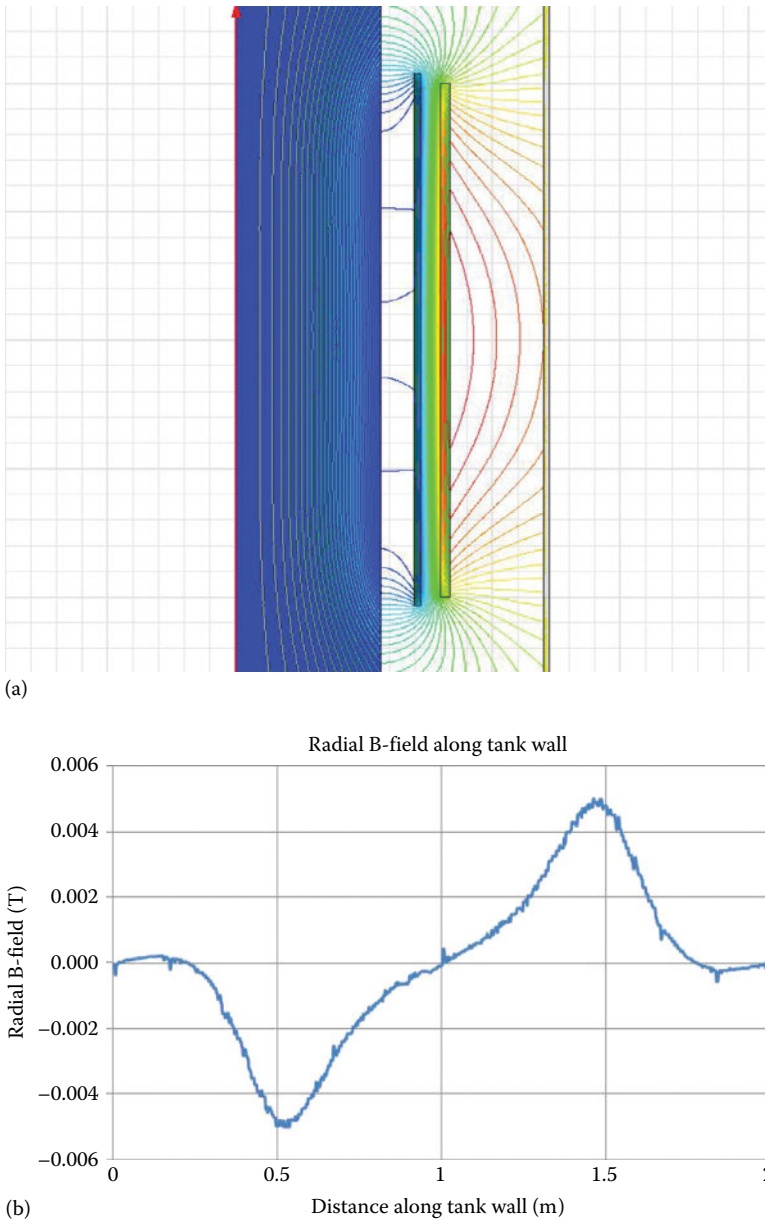 (a)
Radial B-field along tank wall
0.006
0.004
0.002
0.000
−0.002
−0.004
−0.006
Radial B-field (T)
0 0.5 1 1.5 2
Distance along tank wall (m)
(b)